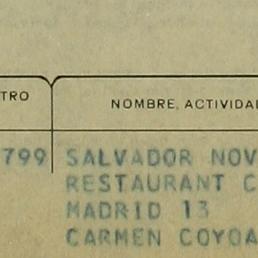 TRO NOMBRE, ACTIVIDA
799 SALVADOR NOV
RESTAURANT C
MADRID 13
CARMEN COYOA